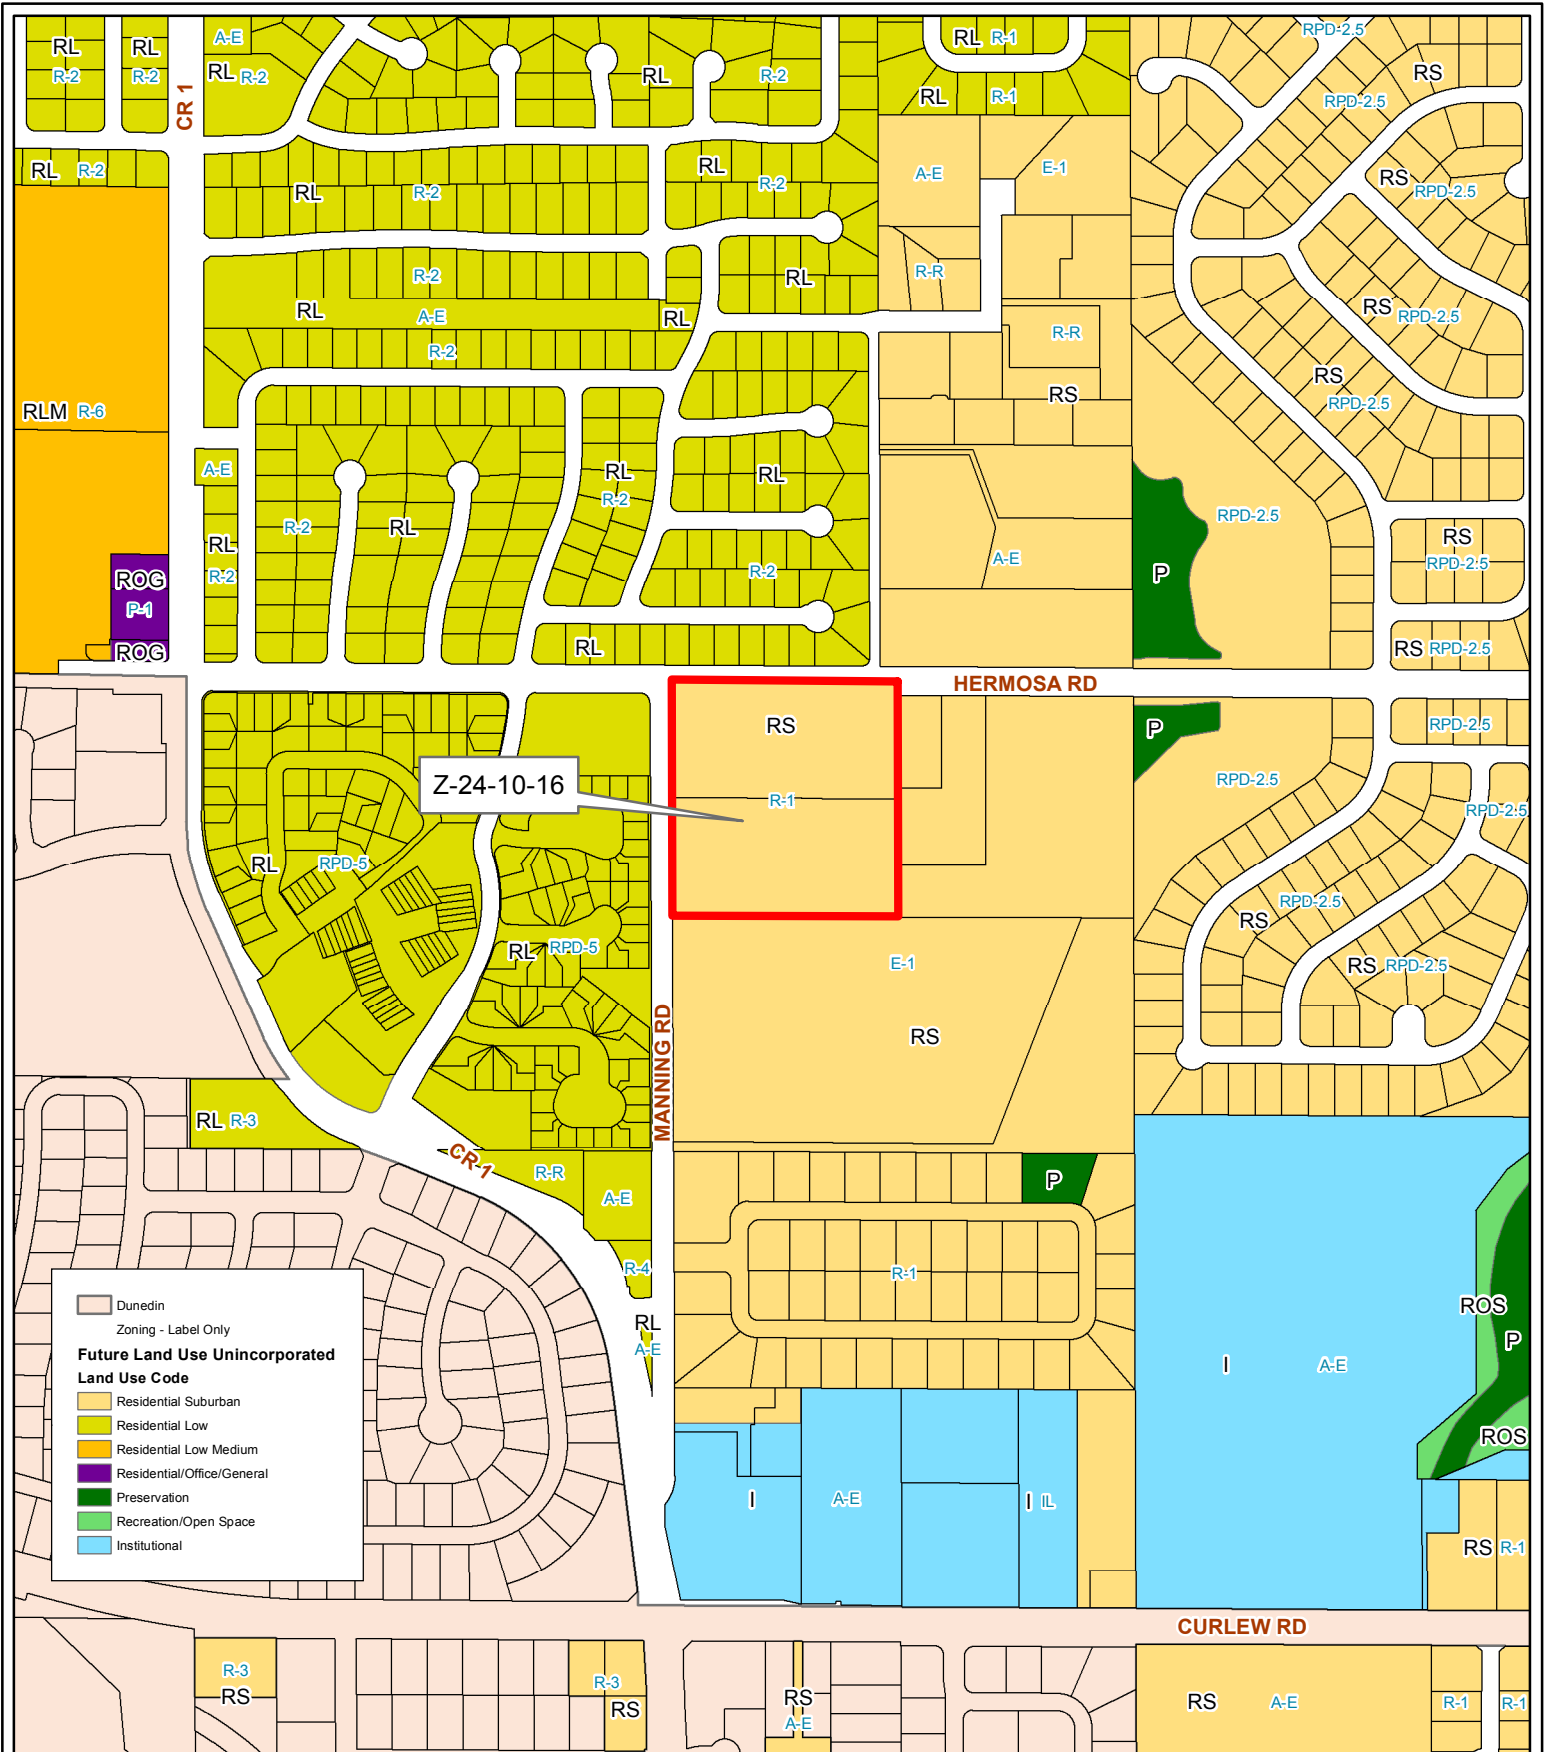 RL
RL
A-E
RL R-1
RPD-2.5
R-2
R-2
RL R-2
RL
R-2
RS
CR 1
RL R-1
RPD-2.5
RL R-2
RL
R-2
RL
R-2
A-E
E-1
RS
RPD-2.5
R-2
RL
R-R
RL
A-E
RL
RS
RPD-2.5
R-2
R-R
RLM R-6
RS
RS
RPD-2.5
A-E
RL
R-2
RL
R-2
RL
RL
R-2
RPD-2.5
RS
RPD-2.5
ROG
P-1
ROG
RL
R-2
A-E
P
RL
RS RPD-2.5
HERMOSA RD
RS
P
RPD-2.5
Z-24-10-16
R-1
RPD-2.5
RPD-2.5
RL
RPD-5
RPD-2.5
RS
RL RPD-5
E-1
RS RPD-2.5
RS
MANNING RD
RL R-3
CR 1
R-R
A-E
P
R-4
R-1
RL
A-E
ROS
P
I
A-E
ROS
Dunedin
Zoning - Label Only
Future Land Use Unincorporated
Land Use Code
Residential Suburban
Residential Low
Residential Low Medium
Residential/Office/General
Preservation
Recreation/Open Space
Institutional
I
A-E
I IL
RS R-1
CURLEW RD
R-3
RS
R-3
RS
RS
A-E
RS
A-E
R-1
R-1